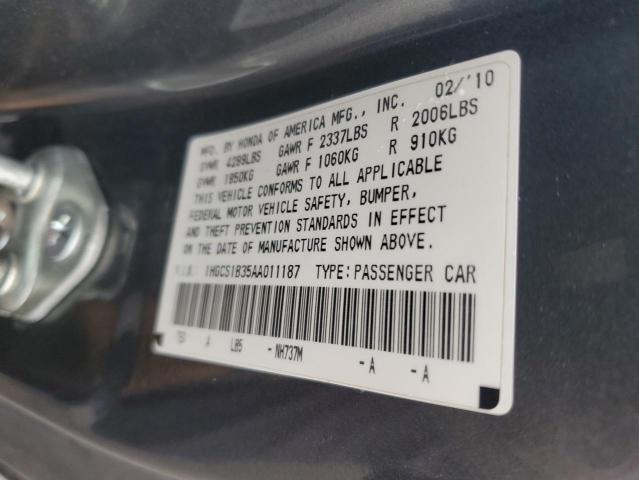 MFD. BY HONDA OF AMERICA MFG., INC. 02/'10
GVWR 4299LBS GAWR F 2337LBS R 2006LBS
GVWR 1950KG GAWR F 1060KG R 910KG
THIS VEHICLE CONFORMS TO ALL APPLICABLE
FEDERAL MOTOR VEHICLE SAFETY, BUMPER,
AND THEFT PREVENTION STANDARDS IN EFFECT
ON THE DATE OF MANUFACTURE SHOWN ABOVE.
V.I.N.: 1HGCS1B35AA011187 TYPE:PASSENGER CAR
A LB5 -NH737M -A -A